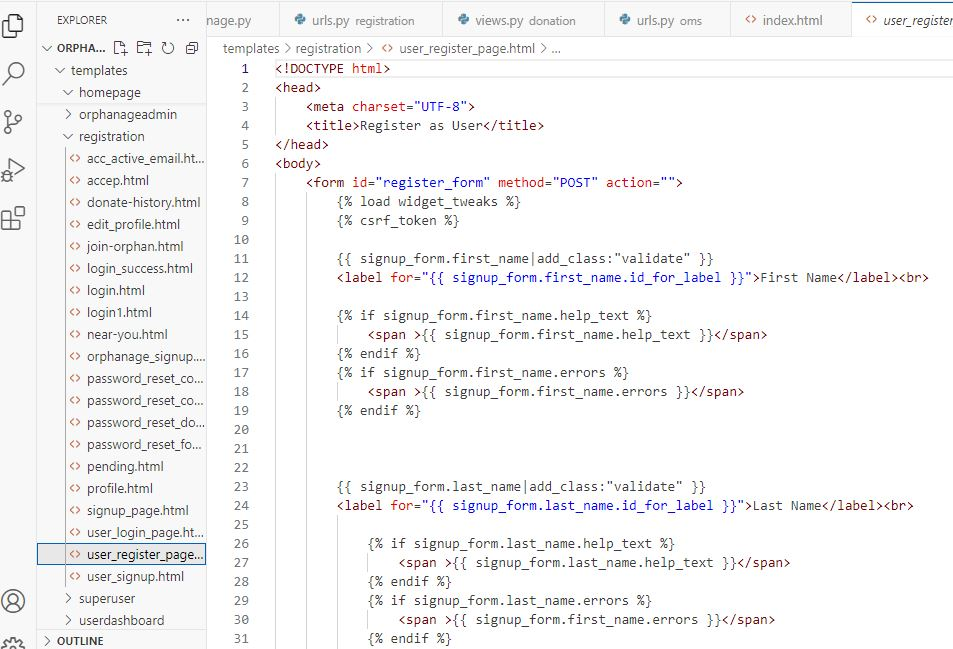 EXPLORER
nage.py
urls.py registration
views.py donation
urls.py oms
index.html
user_register
ORPHA...
templates > registration > <> user_register_page.html > ...
templates
homepage
orphanageadmin
registration
acc_active_email.ht...
accep.html
donate-history.html
edit_profile.html
join-orphan.html
login_success.html
login.html
login1.html
near-you.html
orphanage_signup....
password_reset_co...
password_reset_co...
password_reset_do...
password_reset_fo...
pending.html
profile.html
signup_page.html
user_login_page.ht...
user_register_page...
user_signup.html
superuser
userdashboard
OUTLINE
1 <!DOCTYPE html>
2 <head>
3 <meta charset="UTF-8">
4 <title>Register as User</title>
5 </head>
6 <body>
7 <form id="register_form" method="POST" action="">
8 {% load widget_tweaks %}
9 {% csrf_token %}
10
11 {{ signup_form.first_name|add_class:"validate" }}
12 <label for="{{ signup_form.first_name.id_for_label }}">First Name</label><br>
13
14 {% if signup_form.first_name.help_text %}
15 <span >{{ signup_form.first_name.help_text }}</span>
16 {% endif %}
17 {% if signup_form.first_name.errors %}
18 <span >{{ signup_form.first_name.errors }}</span>
19 {% endif %}
20
21
22
23 {{ signup_form.last_name|add_class:"validate" }}
24 <label for="{{ signup_form.last_name.id_for_label }}">Last Name</label><br>
25
26 {% if signup_form.last_name.help_text %}
27 <span >{{ signup_form.last_name.help_text }}</span>
28 {% endif %}
29 {% if signup_form.last_name.errors %}
30 <span >{{ signup_form.first_name.errors }}</span>
31 {% endif %}